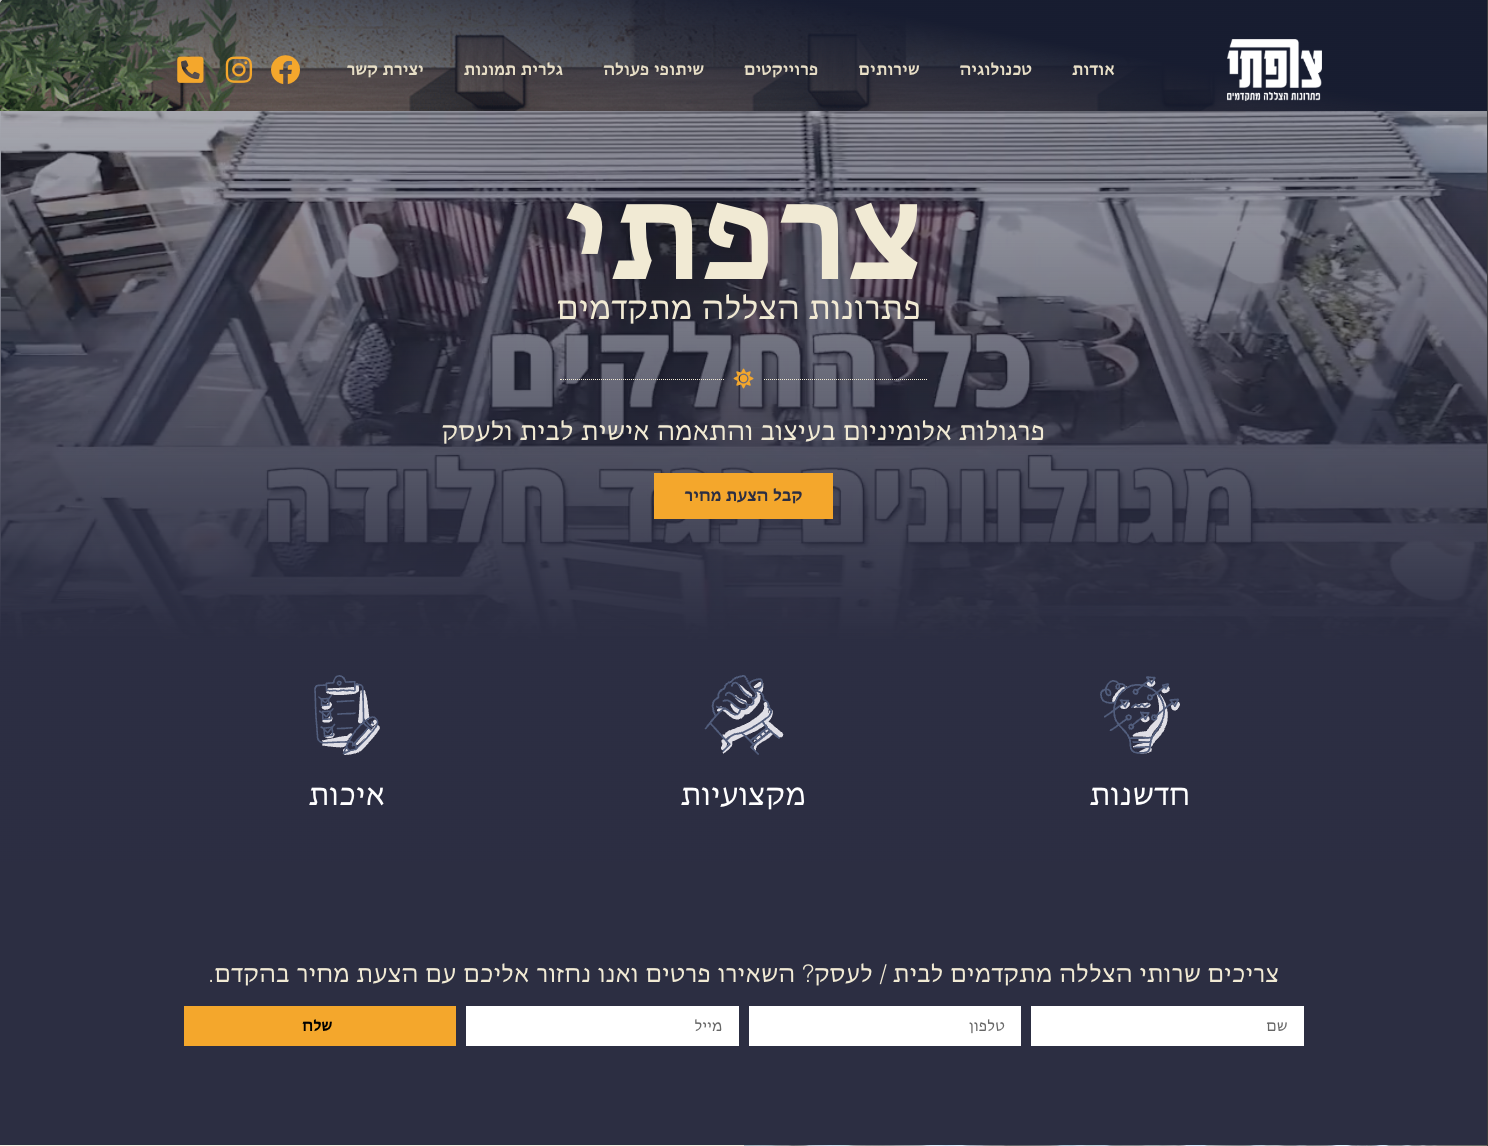 צרפתי
פתרונות הצללה מתקדמים
אודות
טכנולוגיה
שירותים
פרוייקטים
שיתופי פעולה
גלרית תמונות
יצירת קשר
צרפתי
פתרונות הצללה מתקדמים
כל החלקים
פרגולות אלומיניום בעיצוב והתאמה אישית לבית ולעסק
מגולוונים נגד חלודה
קבל הצעת מחיר
חדשנות
מקצועיות
איכות
צריכים שרותי הצללה מתקדמים לבית / לעסק? השאירו פרטים ואנו נחזור אליכם עם הצעת מחיר בהקדם.
שם
טלפון
מייל
שלח